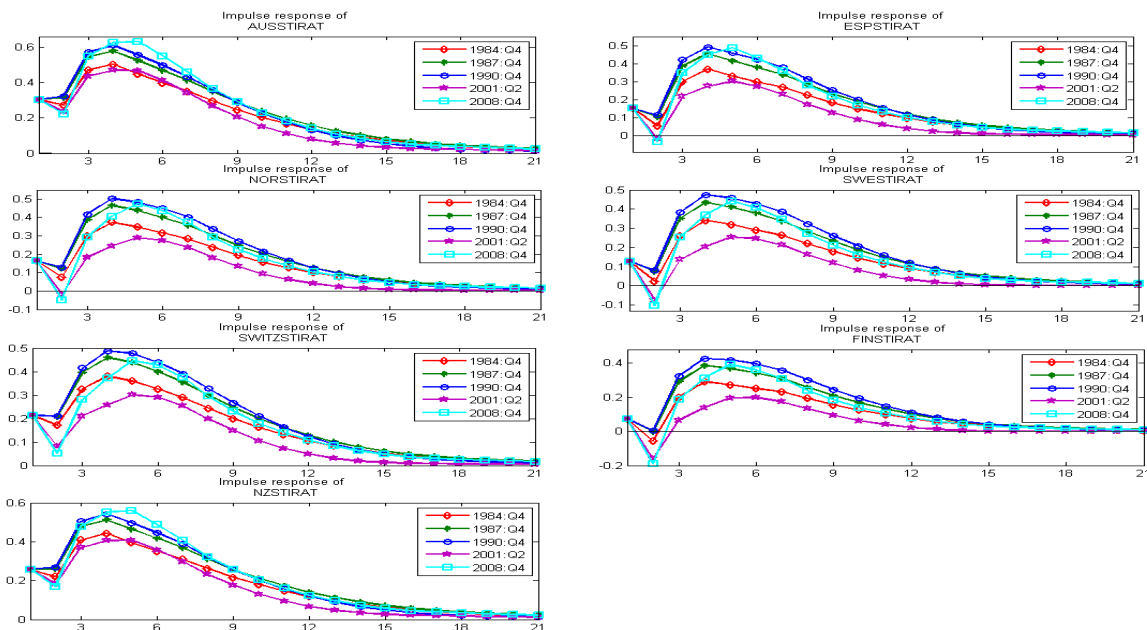 Impulse response of
AUSSTIRAT
0.6
0.4
0.2
0
3 6 9 12 15 18 21
1984:Q4
1987:Q4
1990:Q4
2001:Q2
2008:Q4
Impulse response of
ESPSTIRAT
0.5
0.4
0.3
0.2
0.1
0
3 6 9 12 15 18 21
1984:Q4
1987:Q4
1990:Q4
2001:Q2
2008:Q4
Impulse response of
NORSTIRAT
0.5
0.4
0.3
0.2
0.1
0
-0.1
3 6 9 12 15 18 21
1984:Q4
1987:Q4
1990:Q4
2001:Q2
2008:Q4
Impulse response of
SWESTIRAT
0.5
0.4
0.3
0.2
0.1
0
-0.1
3 6 9 12 15 18 21
1984:Q4
1987:Q4
1990:Q4
2001:Q2
2008:Q4
Impulse response of
SWITZSTIRAT
0.5
0.4
0.3
0.2
0.1
0
3 6 9 12 15 18 21
1984:Q4
1987:Q4
1990:Q4
2001:Q2
2008:Q4
Impulse response of
FINSTIRAT
0.4
0.2
0
-0.2
3 6 9 12 15 18 21
1984:Q4
1987:Q4
1990:Q4
2001:Q2
2008:Q4
Impulse response of
NZSTIRAT
0.6
0.4
0.2
0
3 6 9 12 15 18 21
1984:Q4
1987:Q4
1990:Q4
2001:Q2
2008:Q4